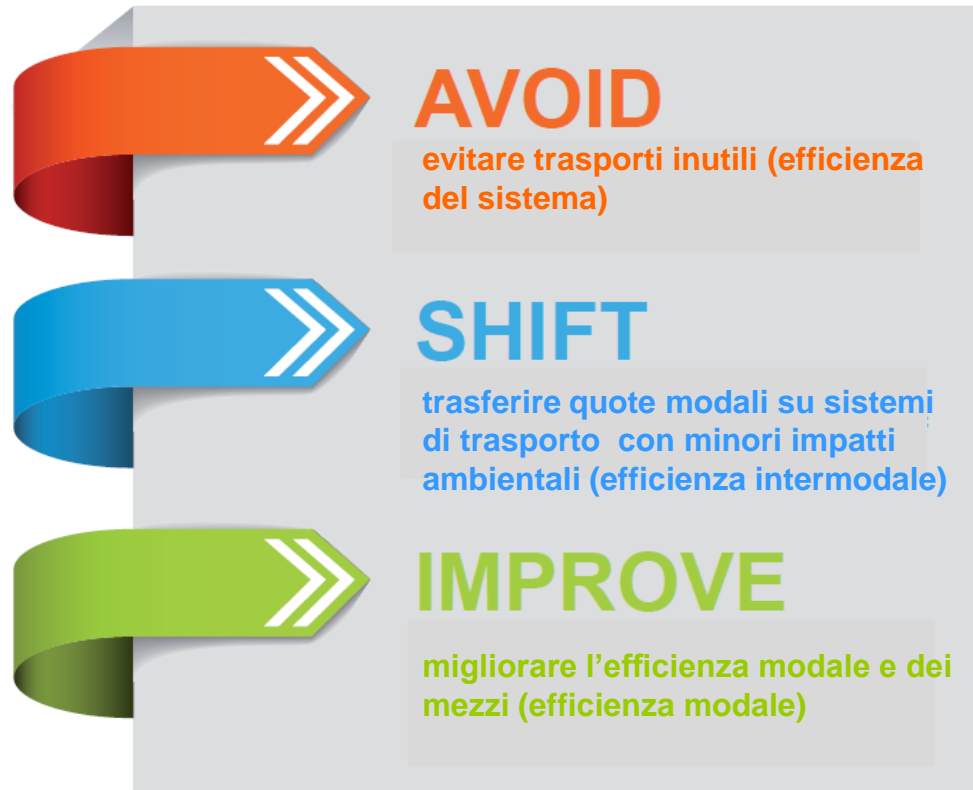 AVOID
evitare trasporti inutili (efficienza
del sistema)
SHIFT
trasferire quote modali su sistemi
di trasporto con minori impatti
ambientali (efficienza intermodale)
IMPROVE
migliorare l’efficienza modale e dei
mezzi (efficienza modale)